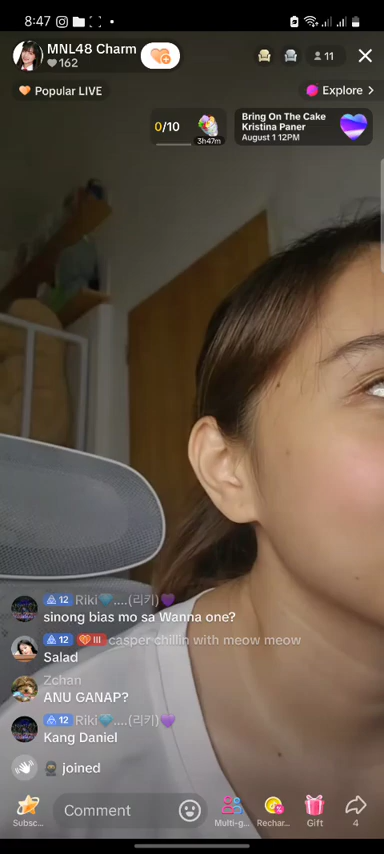 8:47
MNL48 Charm
162
11
Popular LIVE
Explore >
0/10
3h47m
Bring On The Cake
Kristina Paner
August 1 12PM
12 Riki🩵....(리키)💜
sinong bias mo sa Wanna one?
12 III casper chillin with meow meow
Salad
Zchan
ANU GANAP?
12 Riki🩵....(리키)💜
Kang Daniel
joined
Comment
Subsc...
Multi-g...
Rechar...
Gift
4